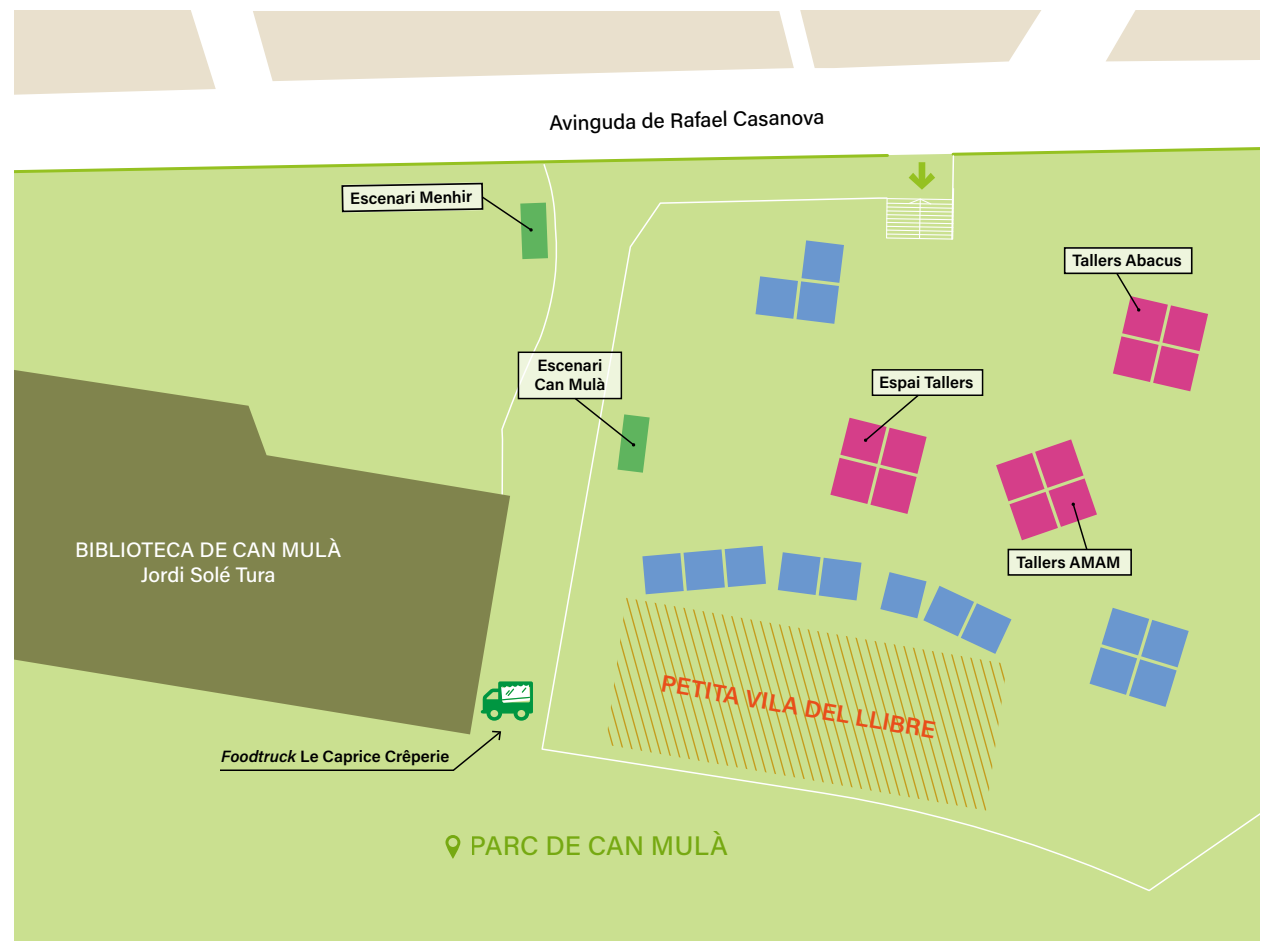 Avinguda de Rafael Casanova
Escenari Menhir
Tallers Abacus
Escenari
Can Mulà
Espai Tallers
BIBLIOTECA DE CAN MULÀ
Jordi Solé Tura
Tallers AMAM
PETITA VILA DEL LLIBRE
Foodtruck Le Caprice Crêperie
PARC DE CAN MULÀ